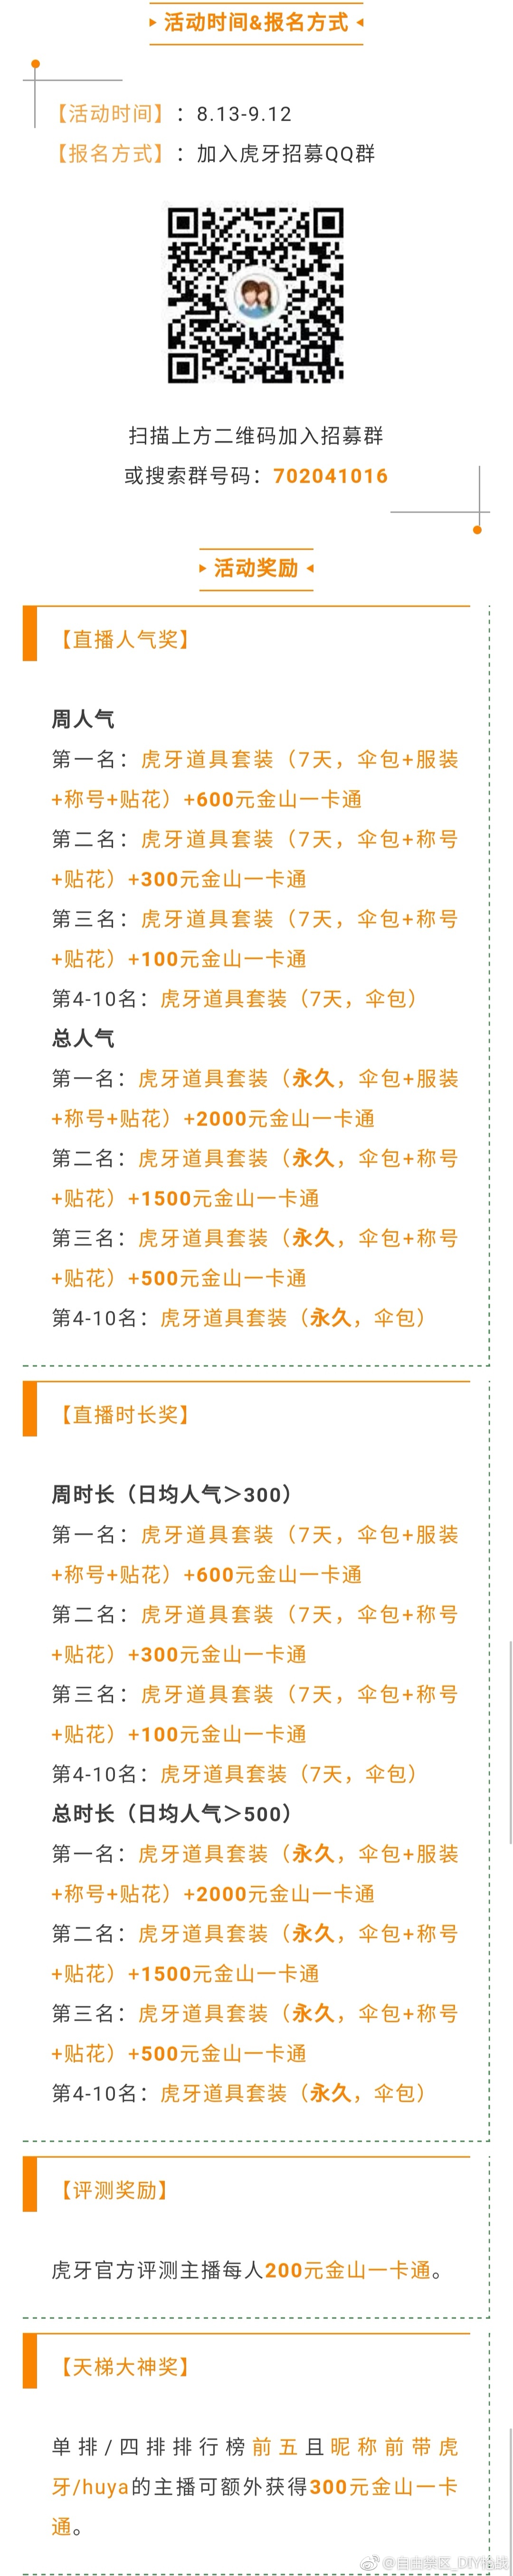 活动时间&报名方式
【活动时间】：8.13-9.12
【报名方式】：加入虎牙招募QQ群
扫描上方二维码加入招募群
或搜索群号码：702041016
活动奖励
【直播人气奖】
周人气
第一名：虎牙道具套装（7天，伞包+服装
+称号+贴花）+600元金山一卡通
第二名：虎牙道具套装（7天，伞包+称号
+贴花）+300元金山一卡通
第三名：虎牙道具套装（7天，伞包+称号
+贴花）+100元金山一卡通
第4-10名：虎牙道具套装（7天，伞包）
总人气
第一名：虎牙道具套装（永久，伞包+服装
+称号+贴花）+2000元金山一卡通
第二名：虎牙道具套装（永久，伞包+称号
+贴花）+1500元金山一卡通
第三名：虎牙道具套装（永久，伞包+称号
+贴花）+500元金山一卡通
第4-10名：虎牙道具套装（永久，伞包）
【直播时长奖】
周时长（日均人气＞300）
第一名：虎牙道具套装（7天，伞包+服装
+称号+贴花）+600元金山一卡通
第二名：虎牙道具套装（7天，伞包+称号
+贴花）+300元金山一卡通
第三名：虎牙道具套装（7天，伞包+称号
+贴花）+100元金山一卡通
第4-10名：虎牙道具套装（7天，伞包）
总时长（日均人气＞500）
第一名：虎牙道具套装（永久，伞包+服装
+称号+贴花）+2000元金山一卡通
第二名：虎牙道具套装（永久，伞包+称号
+贴花）+1500元金山一卡通
第三名：虎牙道具套装（永久，伞包+称号
+贴花）+500元金山一卡通
第4-10名：虎牙道具套装（永久，伞包）
【评测奖励】
虎牙官方评测主播每人200元金山一卡通。
【天梯大神奖】
单排/四排排行榜前五且昵称前带虎
牙/huya的主播可额外获得300元金山一卡
通。